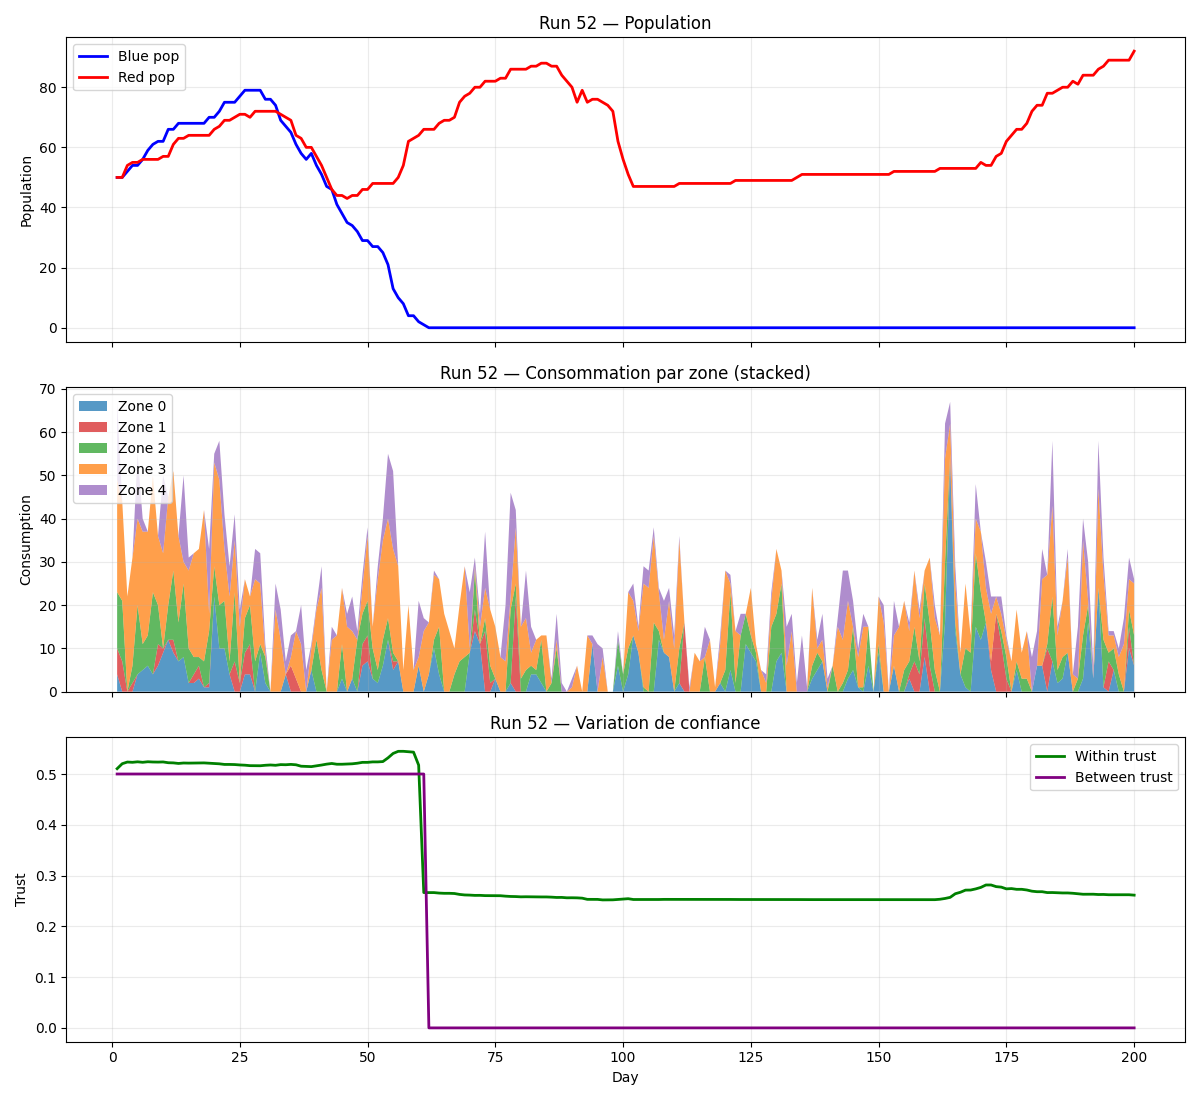 Run 52 — Population
Blue pop
Red pop
80
60
40
20
0
Population
Run 52 — Consommation par zone (stacked)
Zone 0
Zone 1
Zone 2
Zone 3
Zone 4
70
60
50
40
30
20
10
0
Consumption
Run 52 — Variation de confiance
Within trust
Between trust
0.5
0.4
0.3
0.2
0.1
0.0
Trust
0 25 50 75 100 125 150 175 200
Day